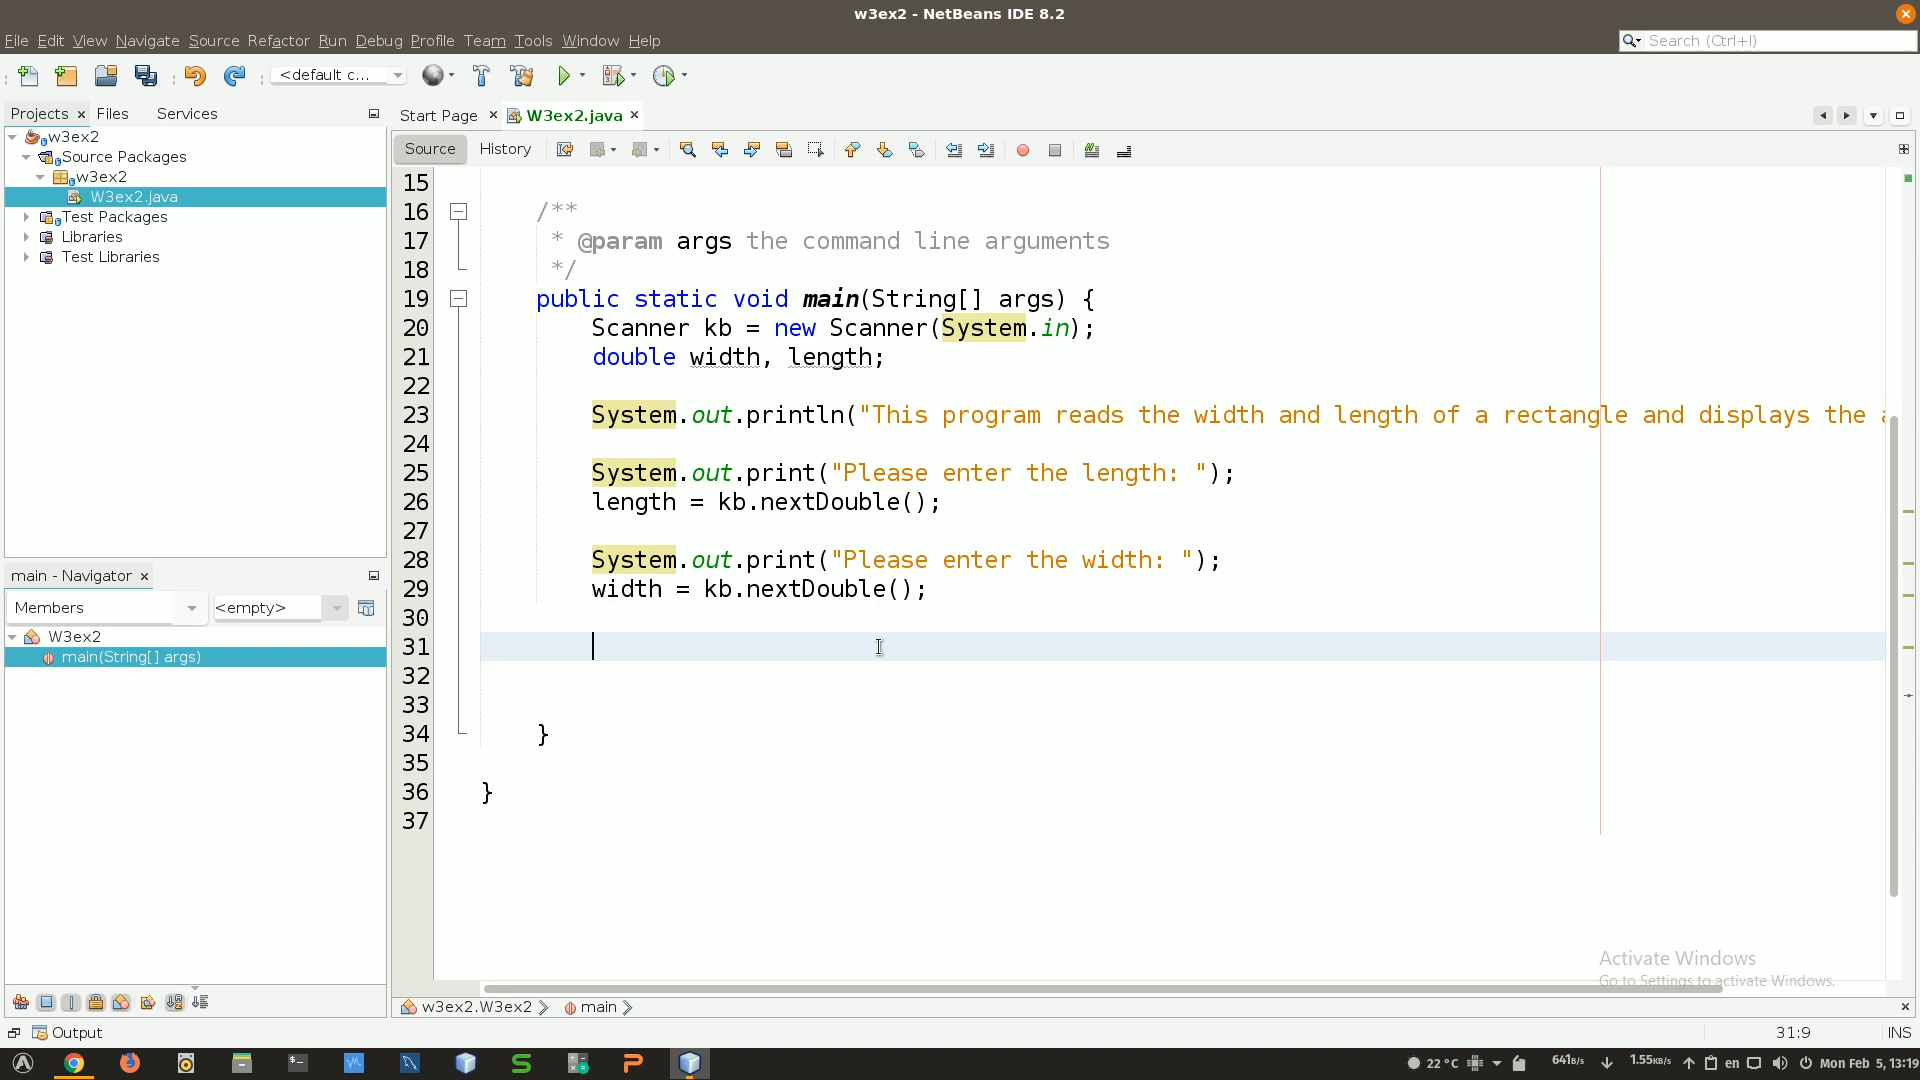 w3ex2 - NetBeans IDE 8.2
File Edit View Navigate Source Refactor Run Debug Profile Team Tools Window Help
Search (Ctrl+I)
<default c...
Projects Files Services
Start Page W3ex2.java
w3ex2
Source Packages
w3ex2
W3ex2.java
Test Packages
Libraries
Test Libraries
Source History
15
16 /**
17 * @param args the command line arguments
18 */
19 public static void main(String[] args) {
20 Scanner kb = new Scanner(System.in);
21 double width, length;
22
23 System.out.println("This program reads the width and length of a rectangle and displays the
24
25 System.out.print("Please enter the length: ");
26 length = kb.nextDouble();
27
28 System.out.print("Please enter the width: ");
29 width = kb.nextDouble();
30
31
32
33
34 }
35
36 }
37
main - Navigator
Members <empty>
W3ex2
main(String[] args)
Activate Windows
Go to Settings to activate Windows.
w3ex2.W3ex2 main
Output
31:9 INS
22 °C 641B/s 1.55KB/s en Mon Feb 5, 13:19